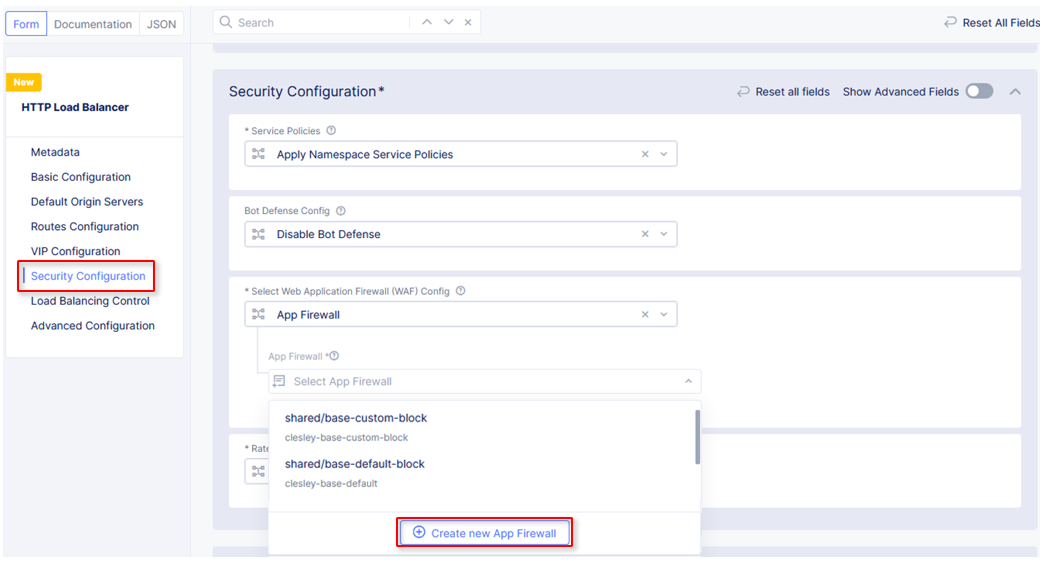 Form Documentation JSON
Search
Reset All Fields
New
HTTP Load Balancer
Metadata
Basic Configuration
Default Origin Servers
Routes Configuration
VIP Configuration
Security Configuration
Load Balancing Control
Advanced Configuration
Security Configuration*
Reset all fields Show Advanced Fields
* Service Policies
Apply Namespace Service Policies
Bot Defense Config
Disable Bot Defense
* Select Web Application Firewall (WAF) Config
App Firewall
App Firewall *
Select App Firewall
shared/base-custom-block
clesley-base-custom-block
shared/base-default-block
clesley-base-default
* Rate
Create new App Firewall